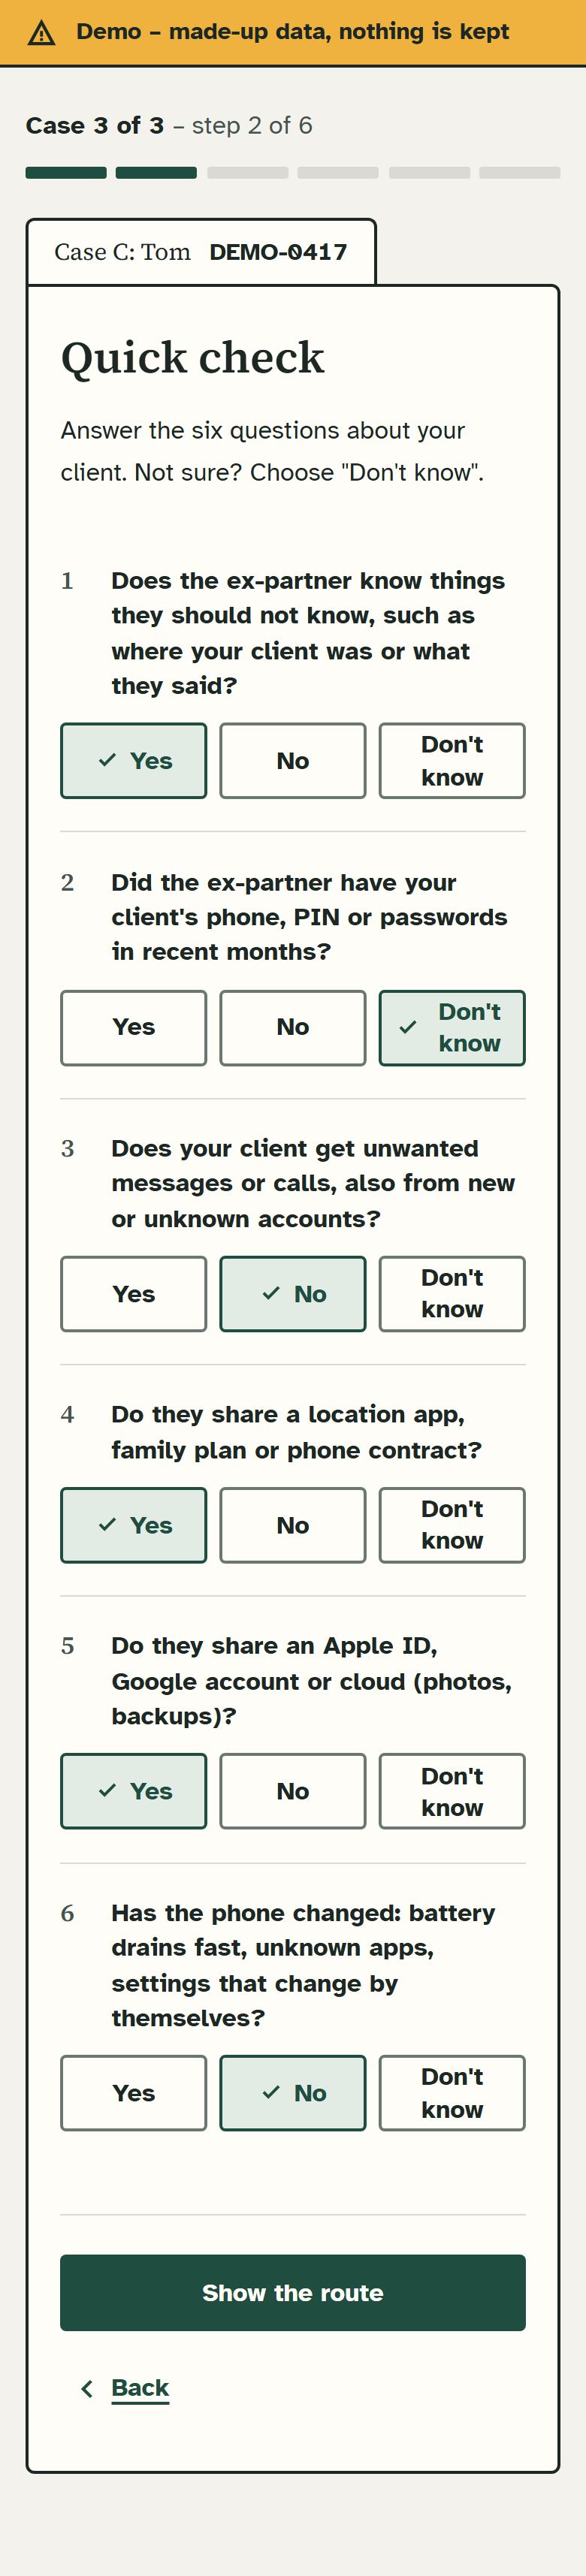 Demo – made-up data, nothing is kept
Case 3 of 3 – step 2 of 6
Case C: Tom DEMO-0417
Quick check
Answer the six questions about your
client. Not sure? Choose "Don't know".
1 Does the ex-partner know things
they should not know, such as
where your client was or what
they said?
Yes No Don't
know
2 Did the ex-partner have your
client's phone, PIN or passwords
in recent months?
Yes No Don't
know
3 Does your client get unwanted
messages or calls, also from new
or unknown accounts?
Yes No Don't
know
4 Do they share a location app,
family plan or phone contract?
Yes No Don't
know
5 Do they share an Apple ID,
Google account or cloud (photos,
backups)?
Yes No Don't
know
6 Has the phone changed: battery
drains fast, unknown apps,
settings that change by
themselves?
Yes No Don't
know
Show the route
Back